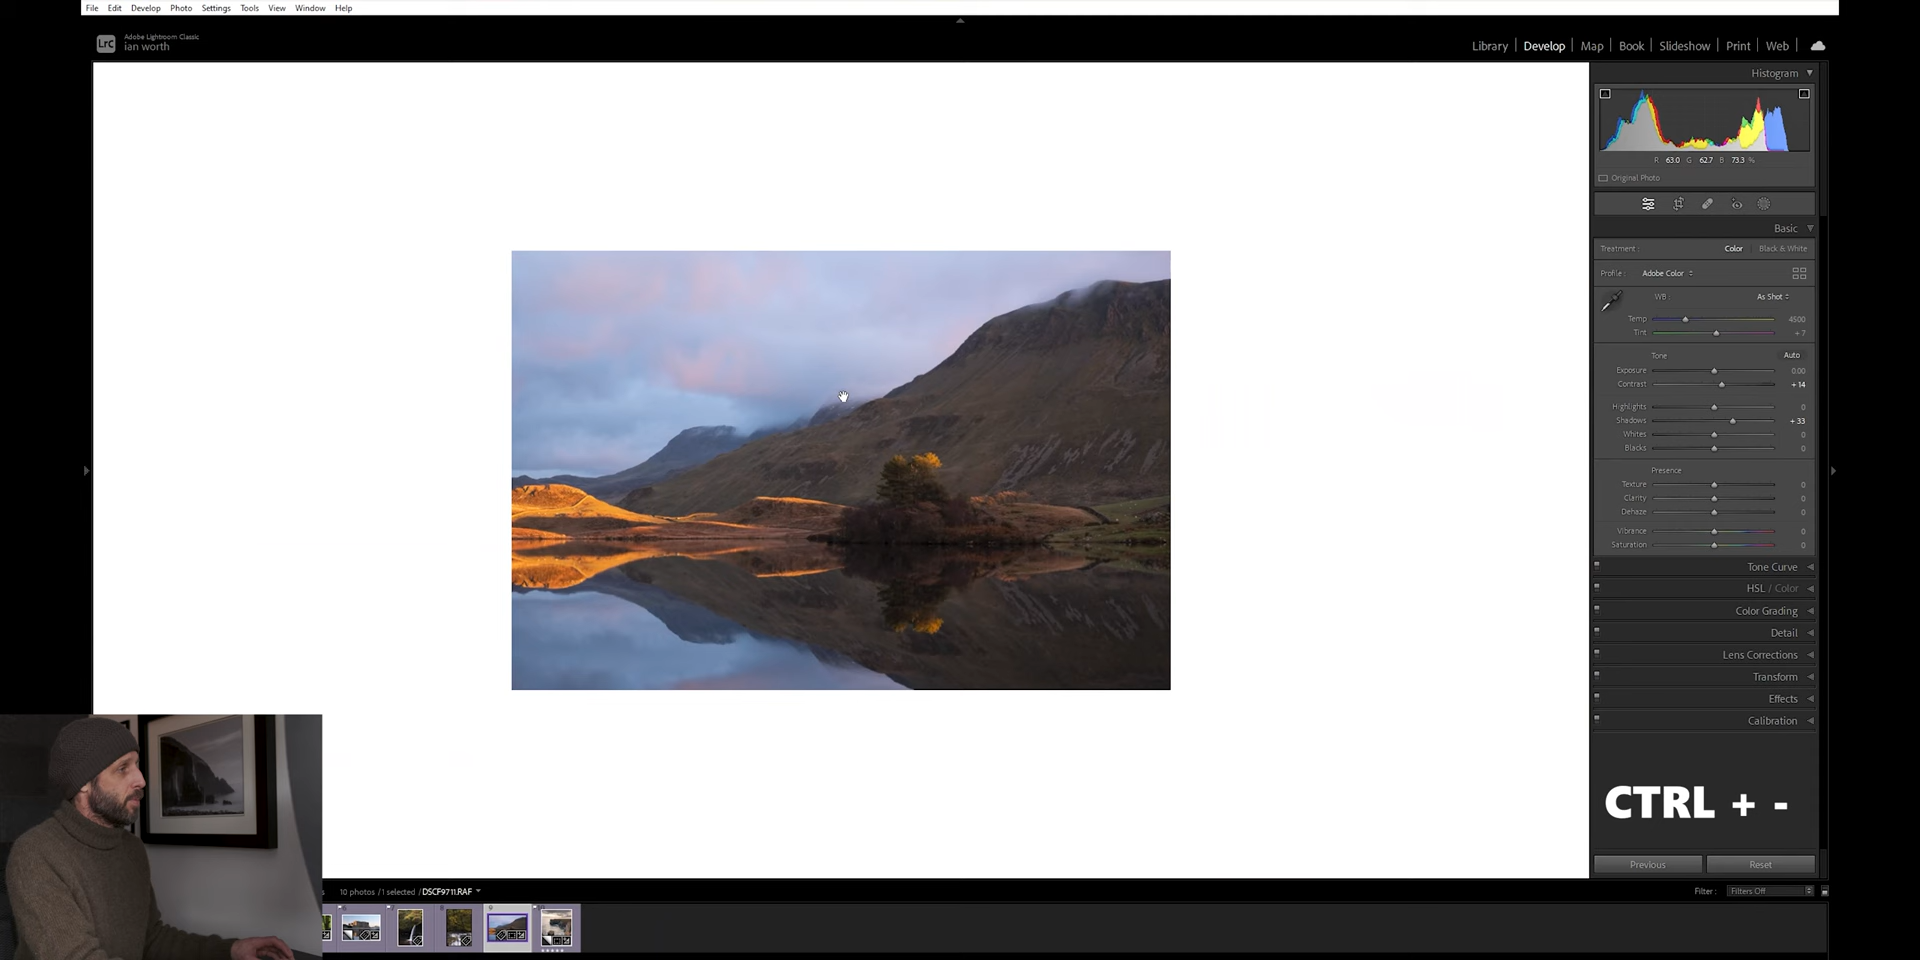 File Edit Develop Photo Settings Tools View Window Help
LrC
Adobe Lightroom Classic
ian worth
Library | Develop | Map | Book | Slideshow | Print | Web
Histogram
R 63.0 G 62.7 B 73.3 %
Original Photo
Basic
Treatment : Color Black & White
Profile : Adobe Color
WB : As Shot
Temp 4500
Tint + 7
Tone Auto
Exposure 0.00
Contrast + 14
Highlights 0
Shadows + 33
Whites 0
Blacks 0
Presence
Texture 0
Clarity 0
Dehaze 0
Vibrance 0
Saturation 0
Tone Curve
HSL / Color
Color Grading
Detail
Lens Corrections
Transform
Effects
Calibration
CTRL + -
Previous Reset
10 photos / 1 selected / DSCF9711.RAF
Filter : Filters Off